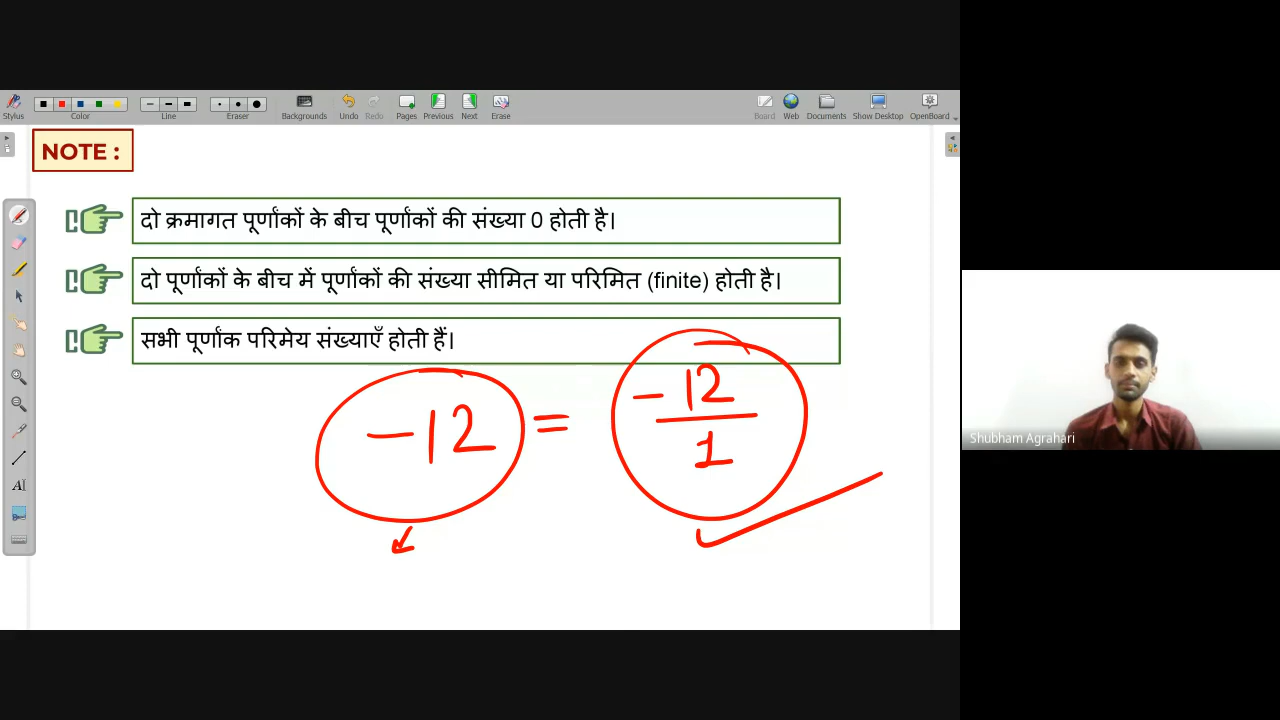 Stylus
Color
Line
Eraser
Backgrounds
Undo
Redo
Pages
Previous
Next
Erase
Board
Web
Documents
Show Desktop
OpenBoard
NOTE :
दो क्रमागत पूर्णांकों के बीच पूर्णांकों की संख्या 0 होती है।
दो पूर्णांकों के बीच में पूर्णांकों की संख्या सीमित या परिमित (finite) होती है।
सभी पूर्णांक परिमेय संख्याएँ होती हैं।
-12 = -12/1
Shubham Agrahari